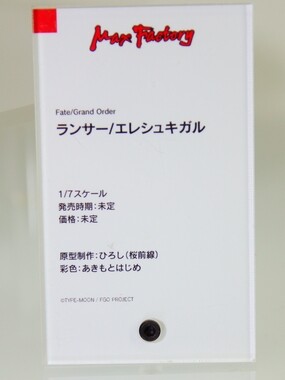 Max Factory
Fate/Grand Order
ランサー/エレシュキガル
1/7スケール
発売時期:未定
価格:未定
原型制作:ひろし(桜前線)
彩色:あきもとはじめ
©TYPE-MOON / FGO PROJECT